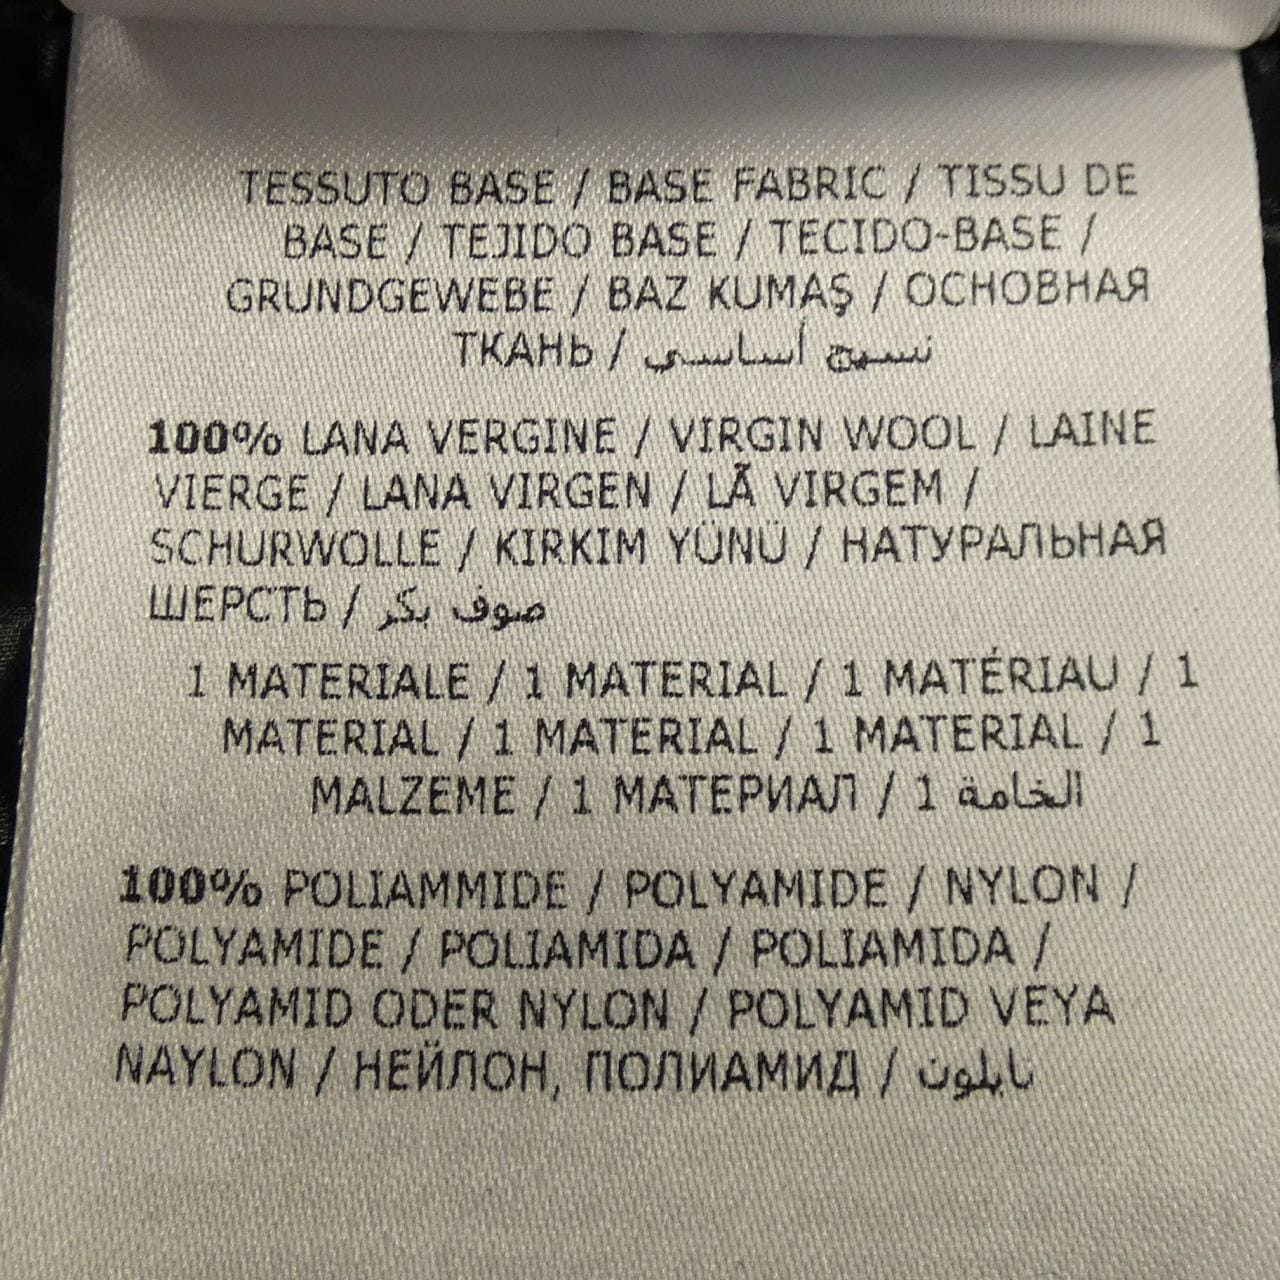 TESSUTO BASE / BASE FABRIC / TISSU DE
BASE / TEJIDO BASE / TECIDO-BASE /
GRUNDGEWEBE / BAZ KUMAŞ / ОСНОВНАЯ
ТКАНЬ / نسيج أساسي
100% LANA VERGINE / VIRGIN WOOL / LAINE
VIERGE / LANA VIRGEN / LÃ VIRGEM /
SCHURWOLLE / KIRKIM YÜNÜ / НАТУРАЛЬНАЯ
ШЕРСТЬ / صوف بكر
1 MATERIALE / 1 MATERIAL / 1 MATÉRIAU / 1
MATERIAL / 1 MATERIAL / 1 MATERIAL / 1
MALZEME / 1 МАТЕРИАЛ / 1 الخامة
100% POLIAMMIDE / POLYAMIDE / NYLON /
POLYAMIDE / POLIAMIDA / POLIAMIDA /
POLYAMID ODER NYLON / POLYAMID VEYA
NAYLON / НЕЙЛОН, ПОЛИАМИД / نايلون